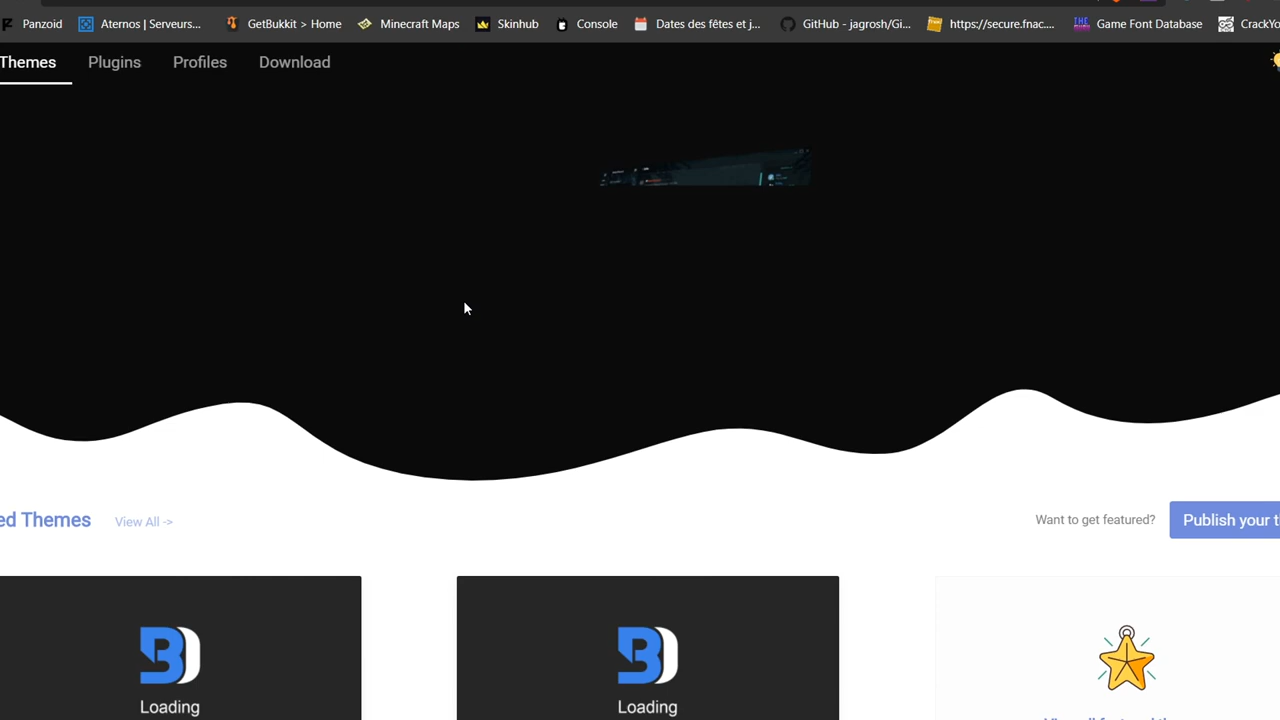 Panzoid Aternos | Serveurs... GetBukkit > Home Minecraft Maps Skinhub Console Dates des fêtes et j... GitHub - jagrosh/Gi... https://secure.fnac.... Game Font Database CrackYo
Themes Plugins Profiles Download
ed Themes View All -> Want to get featured? Publish your t
Loading Loading